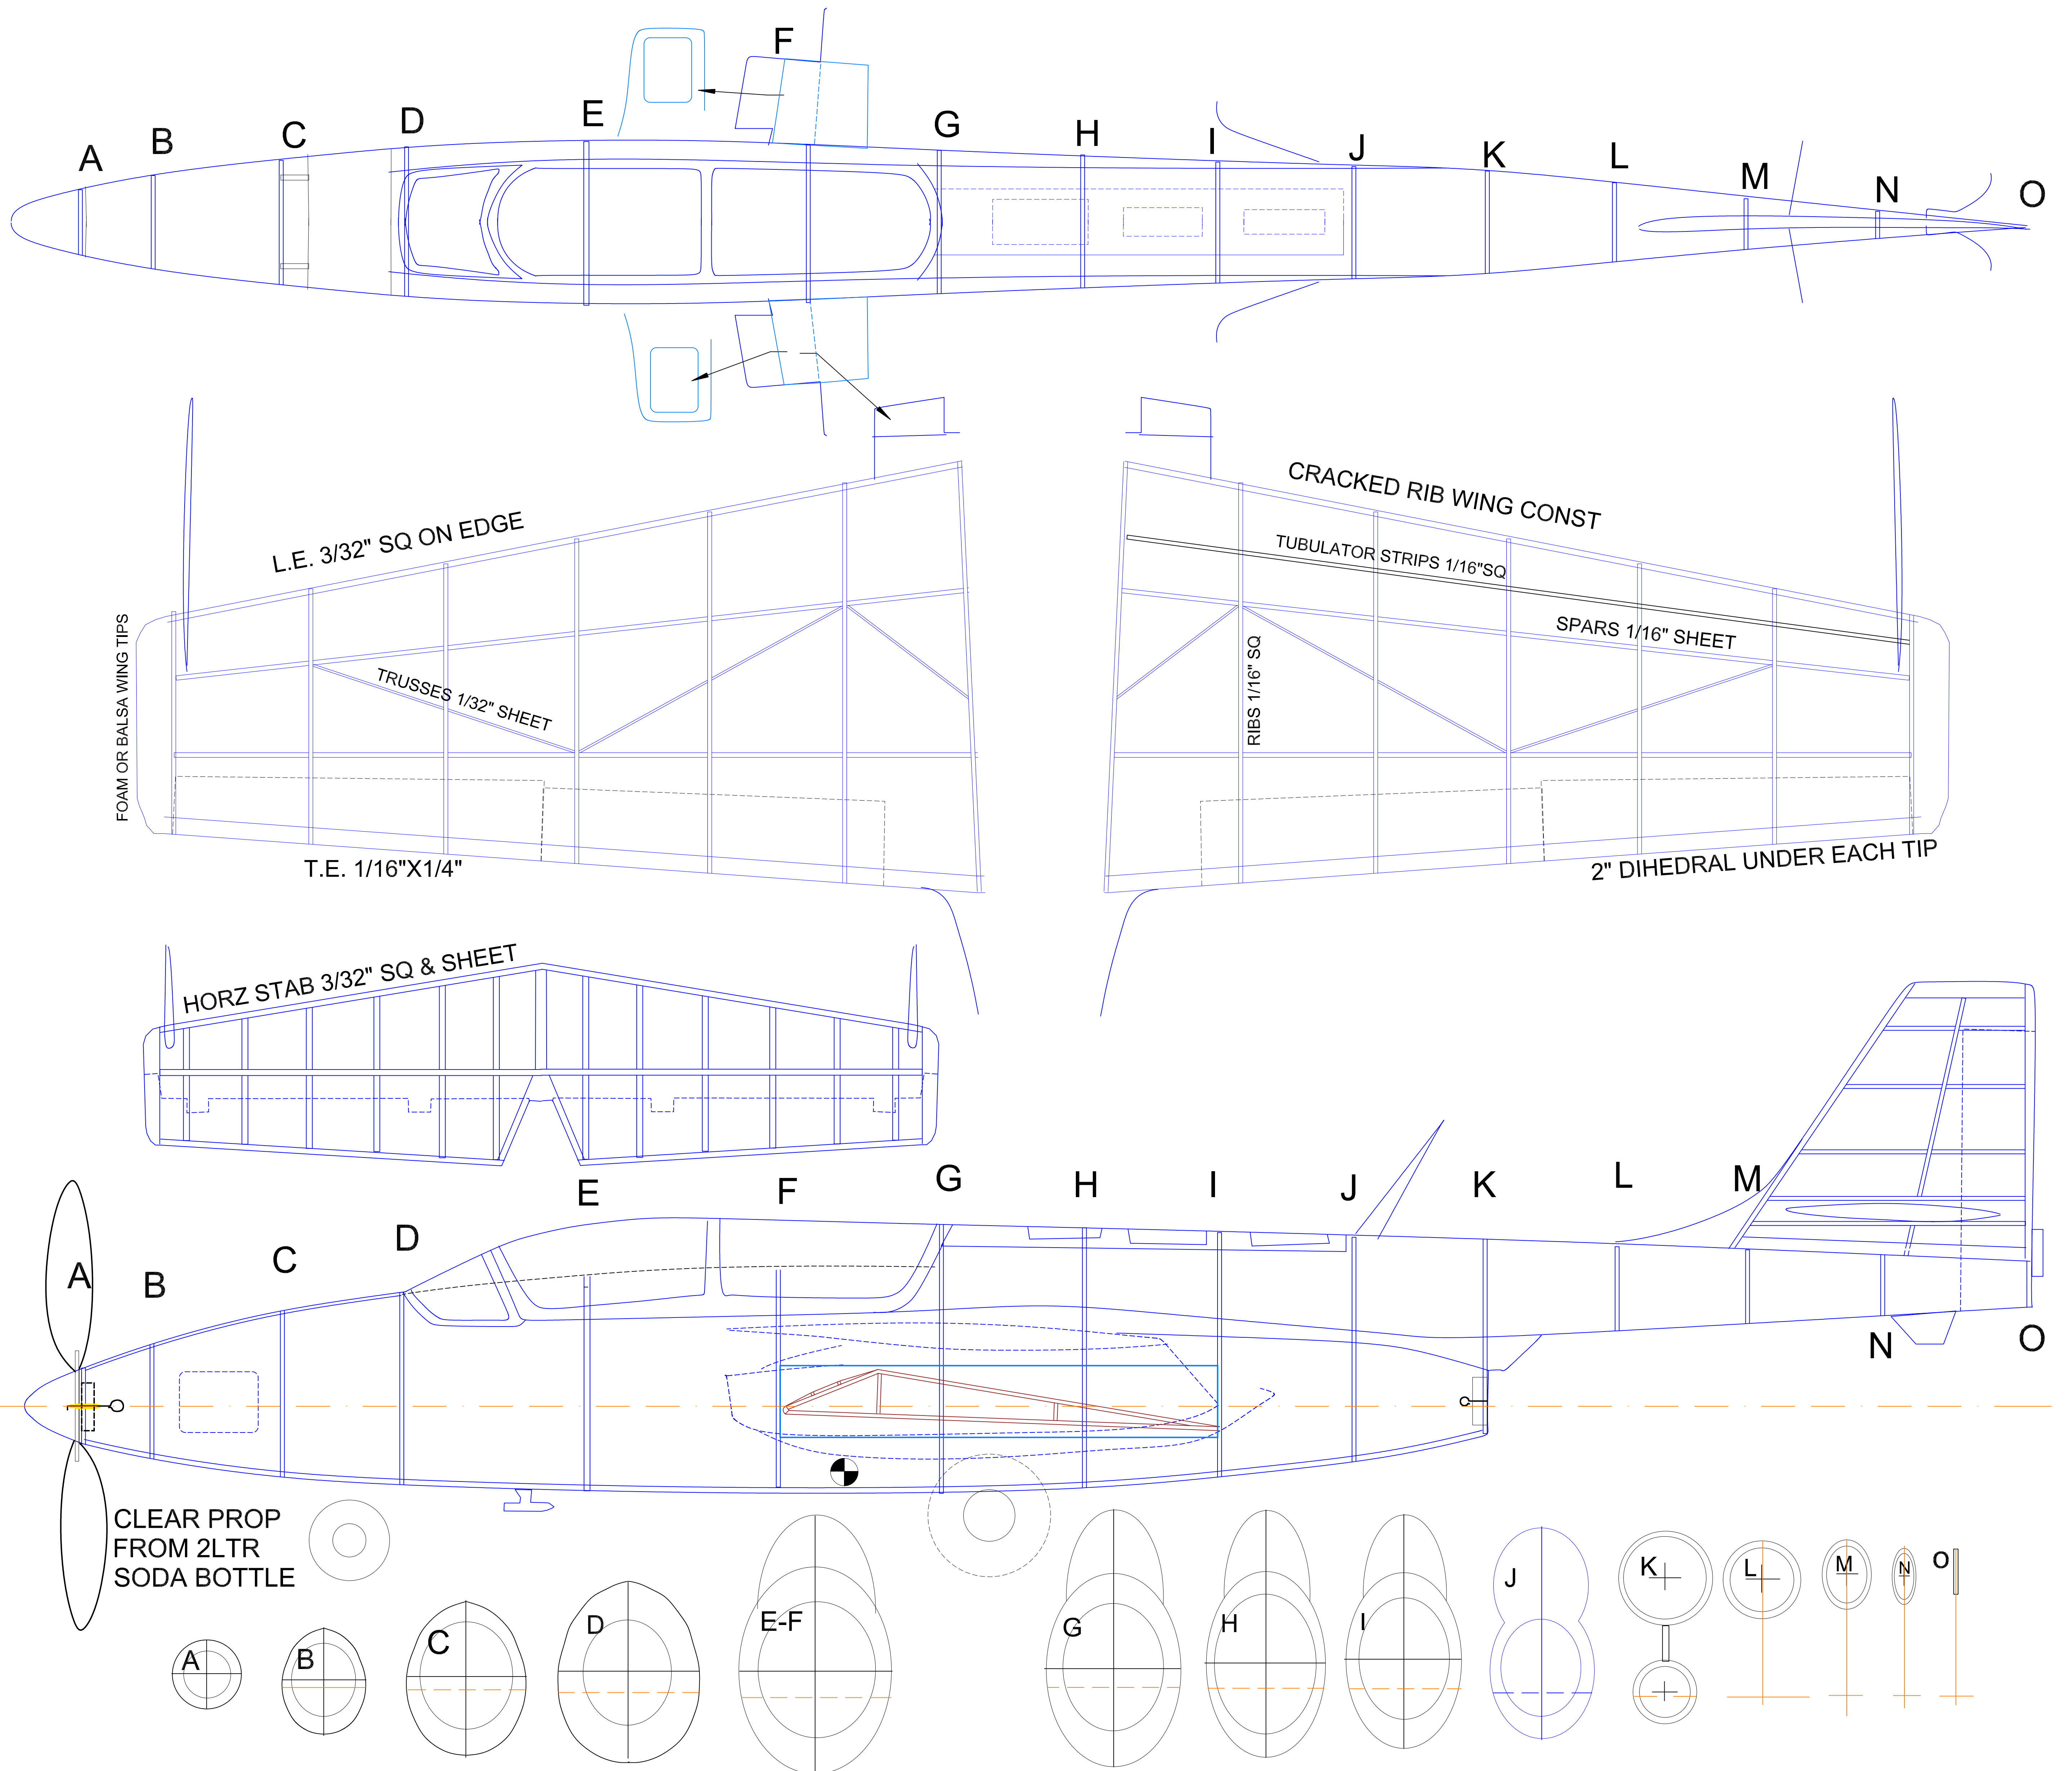 F
A
B
C
D
E
G
H
I
J
K
L
M
N
O
L.E. 3/32" SQ ON EDGE
CRACKED RIB WING CONST
TUBULATOR STRIPS 1/16"SQ
SPARS 1/16" SHEET
FOAM OR BALSA WING TIPS
TRUSSES 1/32" SHEET
RIBS 1/16" SQ
T.E. 1/16"X1/4"
2" DIHEDRAL UNDER EACH TIP
HORZ STAB 3/32" SQ & SHEET
A
B
C
D
E
F
G
H
I
J
K
L
M
N
O
CLEAR PROP
FROM 2LTR
SODA BOTTLE
A
B
C
D
E-F
G
H
I
J
K
L
M
N
O